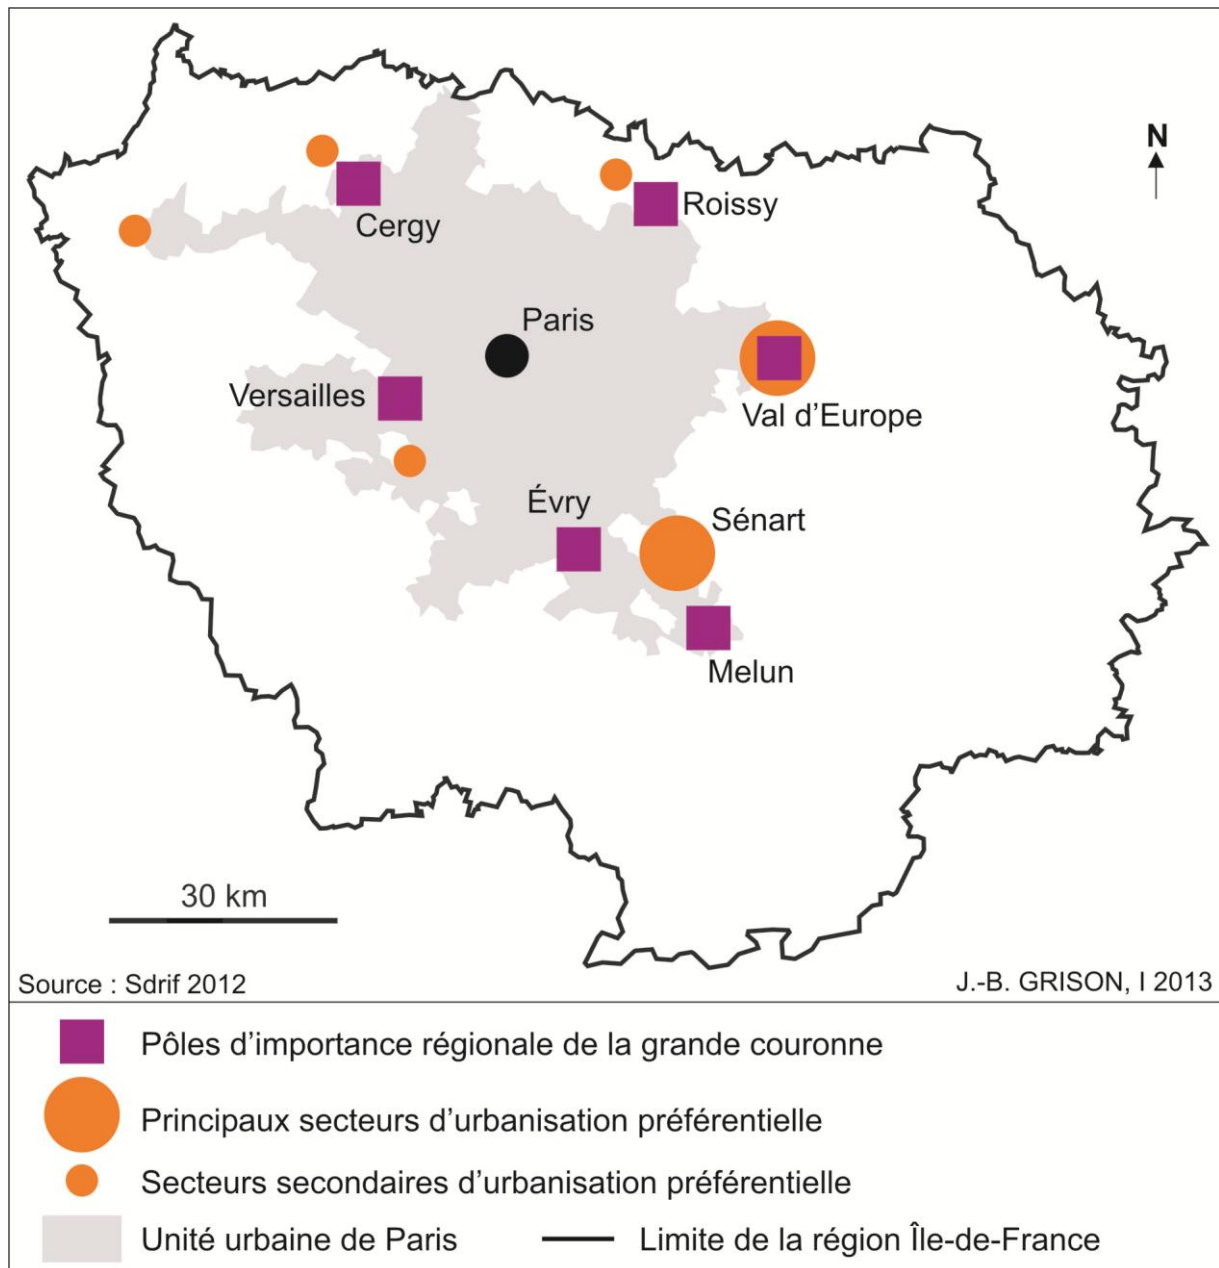 N
Cergy
Roissy
Paris
Versailles
Val d’Europe
Évry
Sénart
Melun
30 km
Source : Sdrif 2012
J.-B. GRISON, I 2013
Pôles d’importance régionale de la grande couronne
Principaux secteurs d’urbanisation préférentielle
Secteurs secondaires d’urbanisation préférentielle
Unité urbaine de Paris
Limite de la région Île-de-France